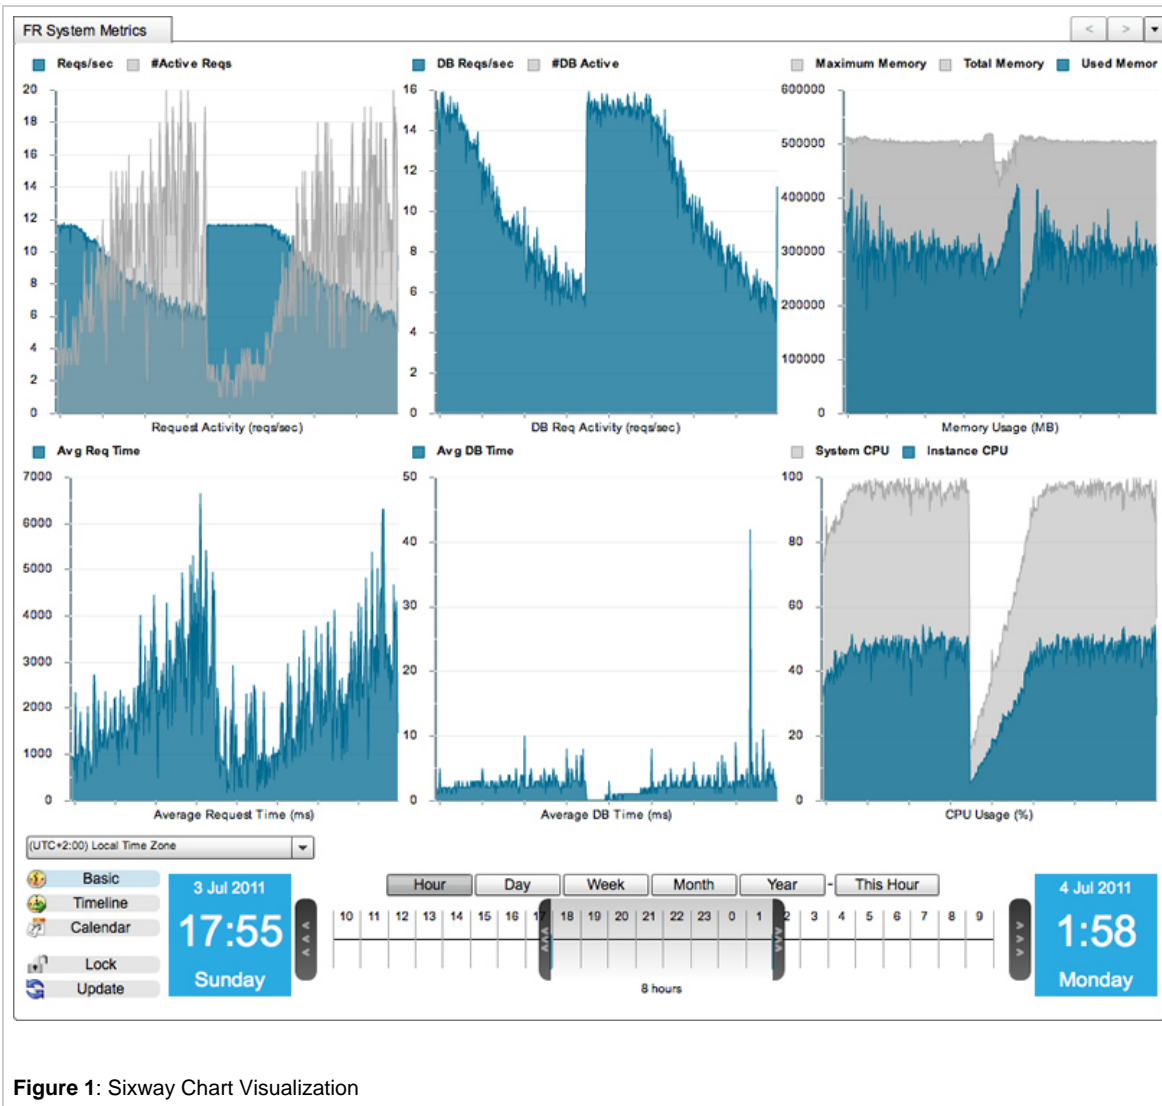 FR System Metrics
< >
Reqs/sec #Active Reqs
20
18
16
14
12
10
8
6
4
2
0
Request Activity (reqs/sec)
DB Reqs/sec #DB Active
16
14
12
10
8
6
4
2
0
DB Req Activity (reqs/sec)
Maximum Memory Total Memory Used Memor
600000
500000
400000
300000
200000
100000
0
Memory Usage (MB)
Avg Req Time
7000
6000
5000
4000
3000
2000
1000
0
Average Request Time (ms)
Avg DB Time
50
40
30
20
10
0
Average DB Time (ms)
System CPU Instance CPU
100
80
60
40
20
0
CPU Usage (%)
(UTC+2:00) Local Time Zone
Basic
Timeline
Calendar
Lock
Update
3 Jul 2011
17:55
Sunday
Hour Day Week Month Year - This Hour
10 11 12 13 14 15 16 17 18 19 20 21 22 23 0 1 2 3 4 5 6 7 8 9
8 hours
4 Jul 2011
1:58
Monday
Figure 1: Sixway Chart Visualization